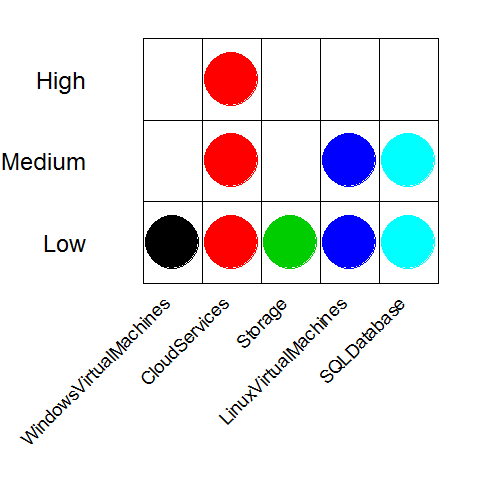 High
Medium
Low
WindowsVirtualMachines
CloudServices
Storage
LinuxVirtualMachines
SQLDatabase